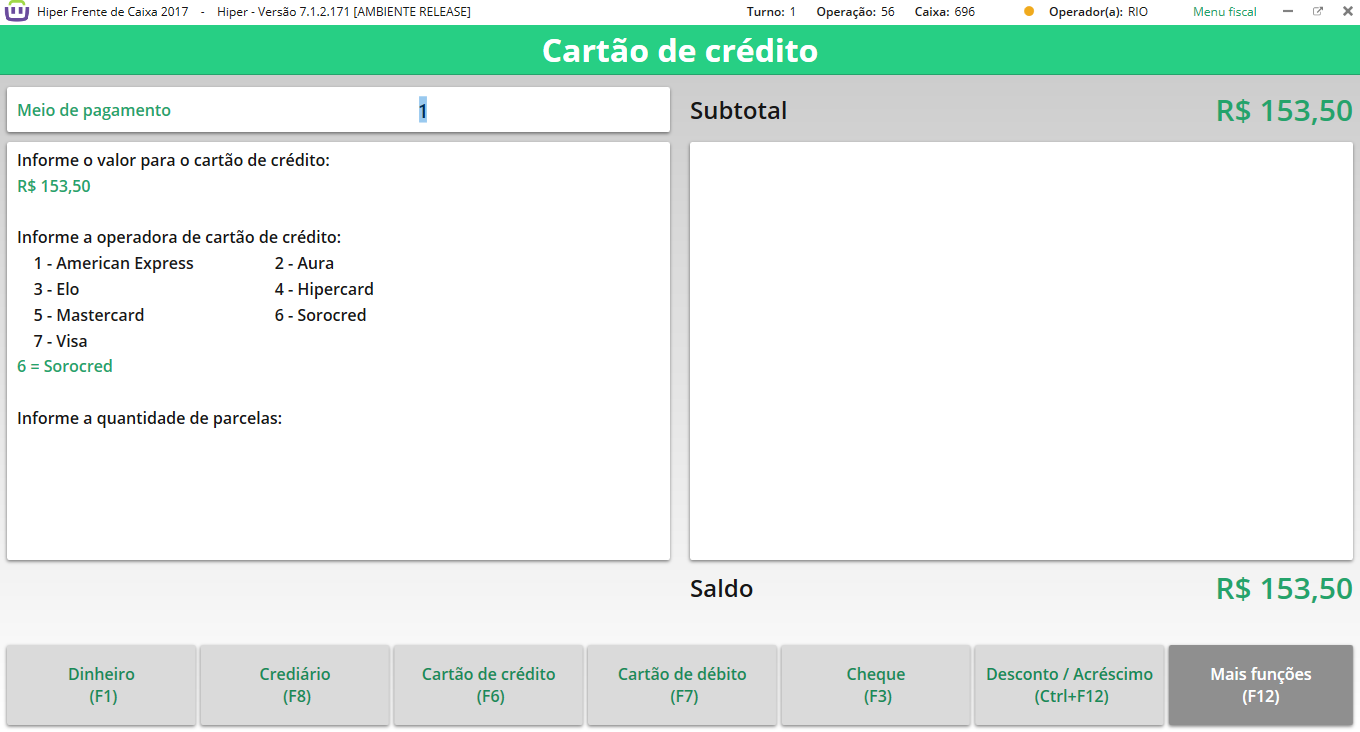 Hiper Frente de Caixa 2017 - Hiper - Versão 7.1.2.171 [AMBIENTE RELEASE] Turno: 1 Operação: 56 Caixa: 696 Operador(a): RIO Menu fiscal
Cartão de crédito
Meio de pagamento 1
Subtotal R$ 153,50
Informe o valor para o cartão de crédito:
R$ 153,50
Informe a operadora de cartão de crédito:
1 - American Express 2 - Aura
3 - Elo 4 - Hipercard
5 - Mastercard 6 - Sorocred
7 - Visa
6 = Sorocred
Informe a quantidade de parcelas:
Saldo R$ 153,50
Dinheiro (F1)
Crediário (F8)
Cartão de crédito (F6)
Cartão de débito (F7)
Cheque (F3)
Desconto / Acréscimo (Ctrl+F12)
Mais funções (F12)